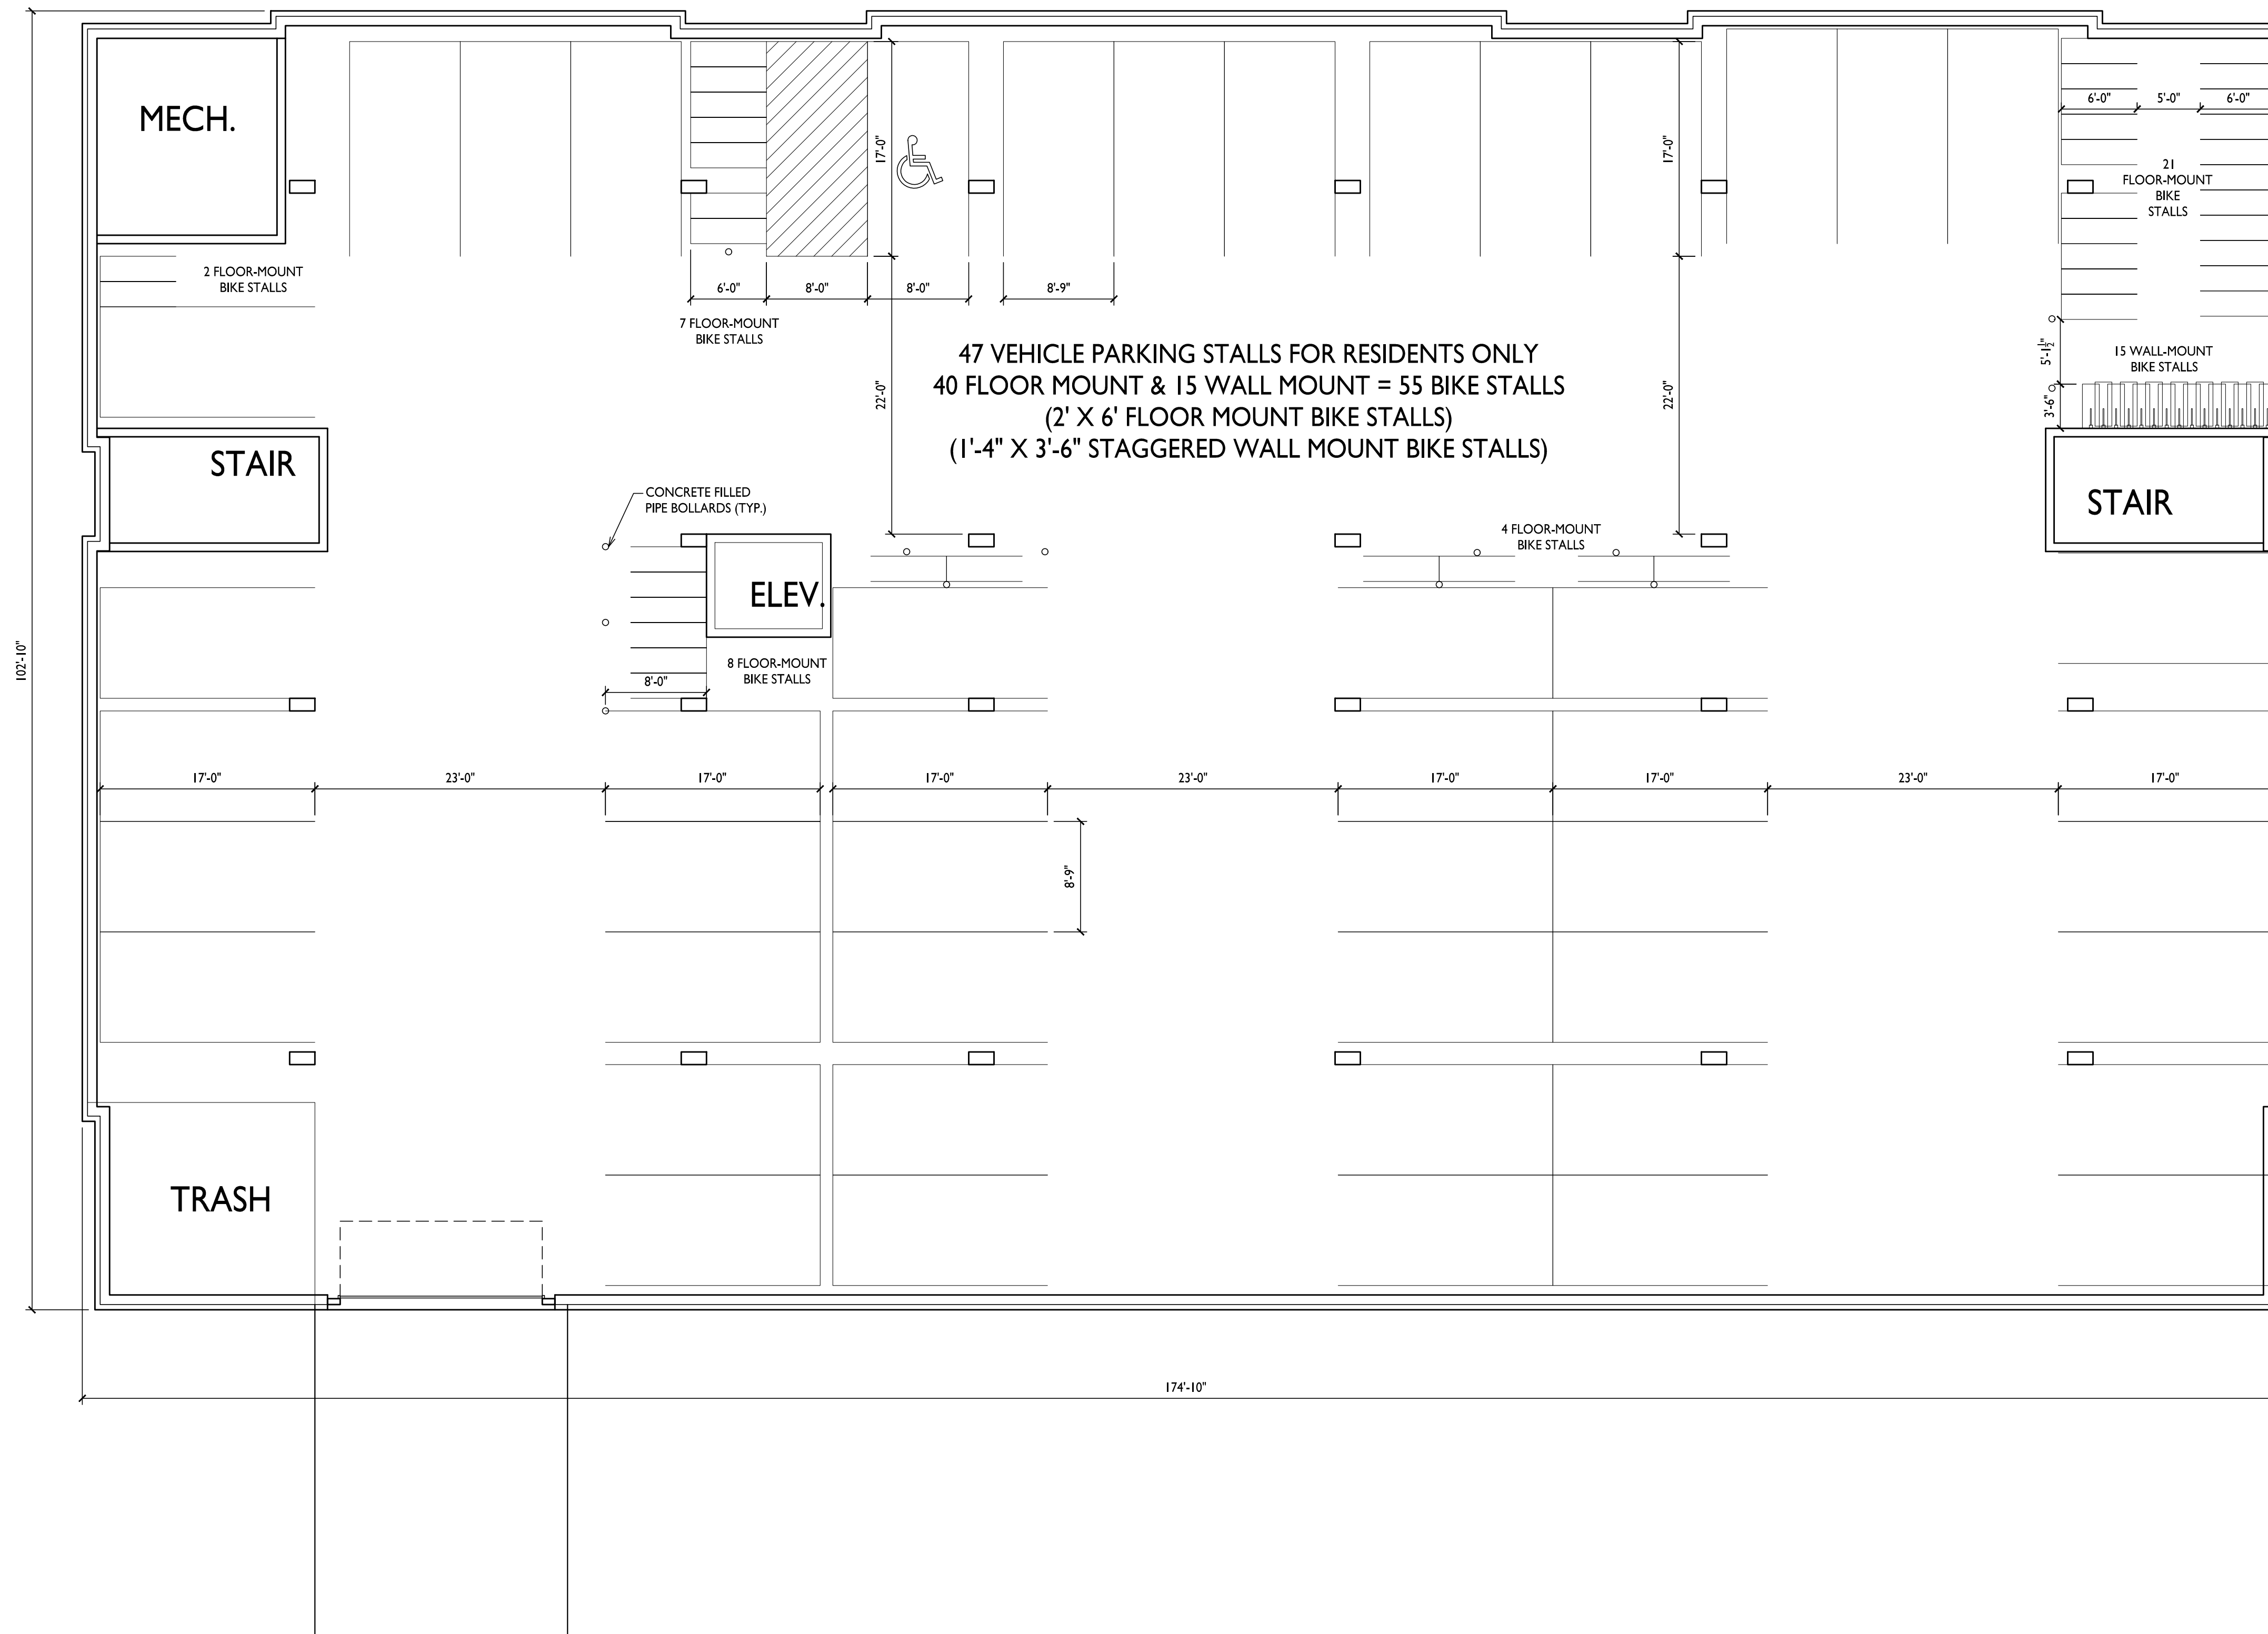 MECH.
17'-0"
17'-0"
6'-0"
5'-0"
6'-0"
21
FLOOR-MOUNT
BIKE
STALLS
2 FLOOR-MOUNT
BIKE STALLS
6'-0"
8'-0"
8'-0"
8'-9"
7 FLOOR-MOUNT
BIKE STALLS
47 VEHICLE PARKING STALLS FOR RESIDENTS ONLY
40 FLOOR MOUNT & 15 WALL MOUNT = 55 BIKE STALLS
(2' X 6' FLOOR MOUNT BIKE STALLS)
(1'-4" X 3'-6" STAGGERED WALL MOUNT BIKE STALLS)
22'-0"
22'-0"
5'-1½"
15 WALL-MOUNT
BIKE STALLS
3'-6"
STAIR
STAIR
CONCRETE FILLED
PIPE BOLLARDS (TYP.)
4 FLOOR-MOUNT
BIKE STALLS
ELEV.
8 FLOOR-MOUNT
BIKE STALLS
8'-0"
102'-10"
17'-0"
23'-0"
17'-0"
17'-0"
23'-0"
17'-0"
17'-0"
23'-0"
17'-0"
8'-9"
TRASH
174'-10"